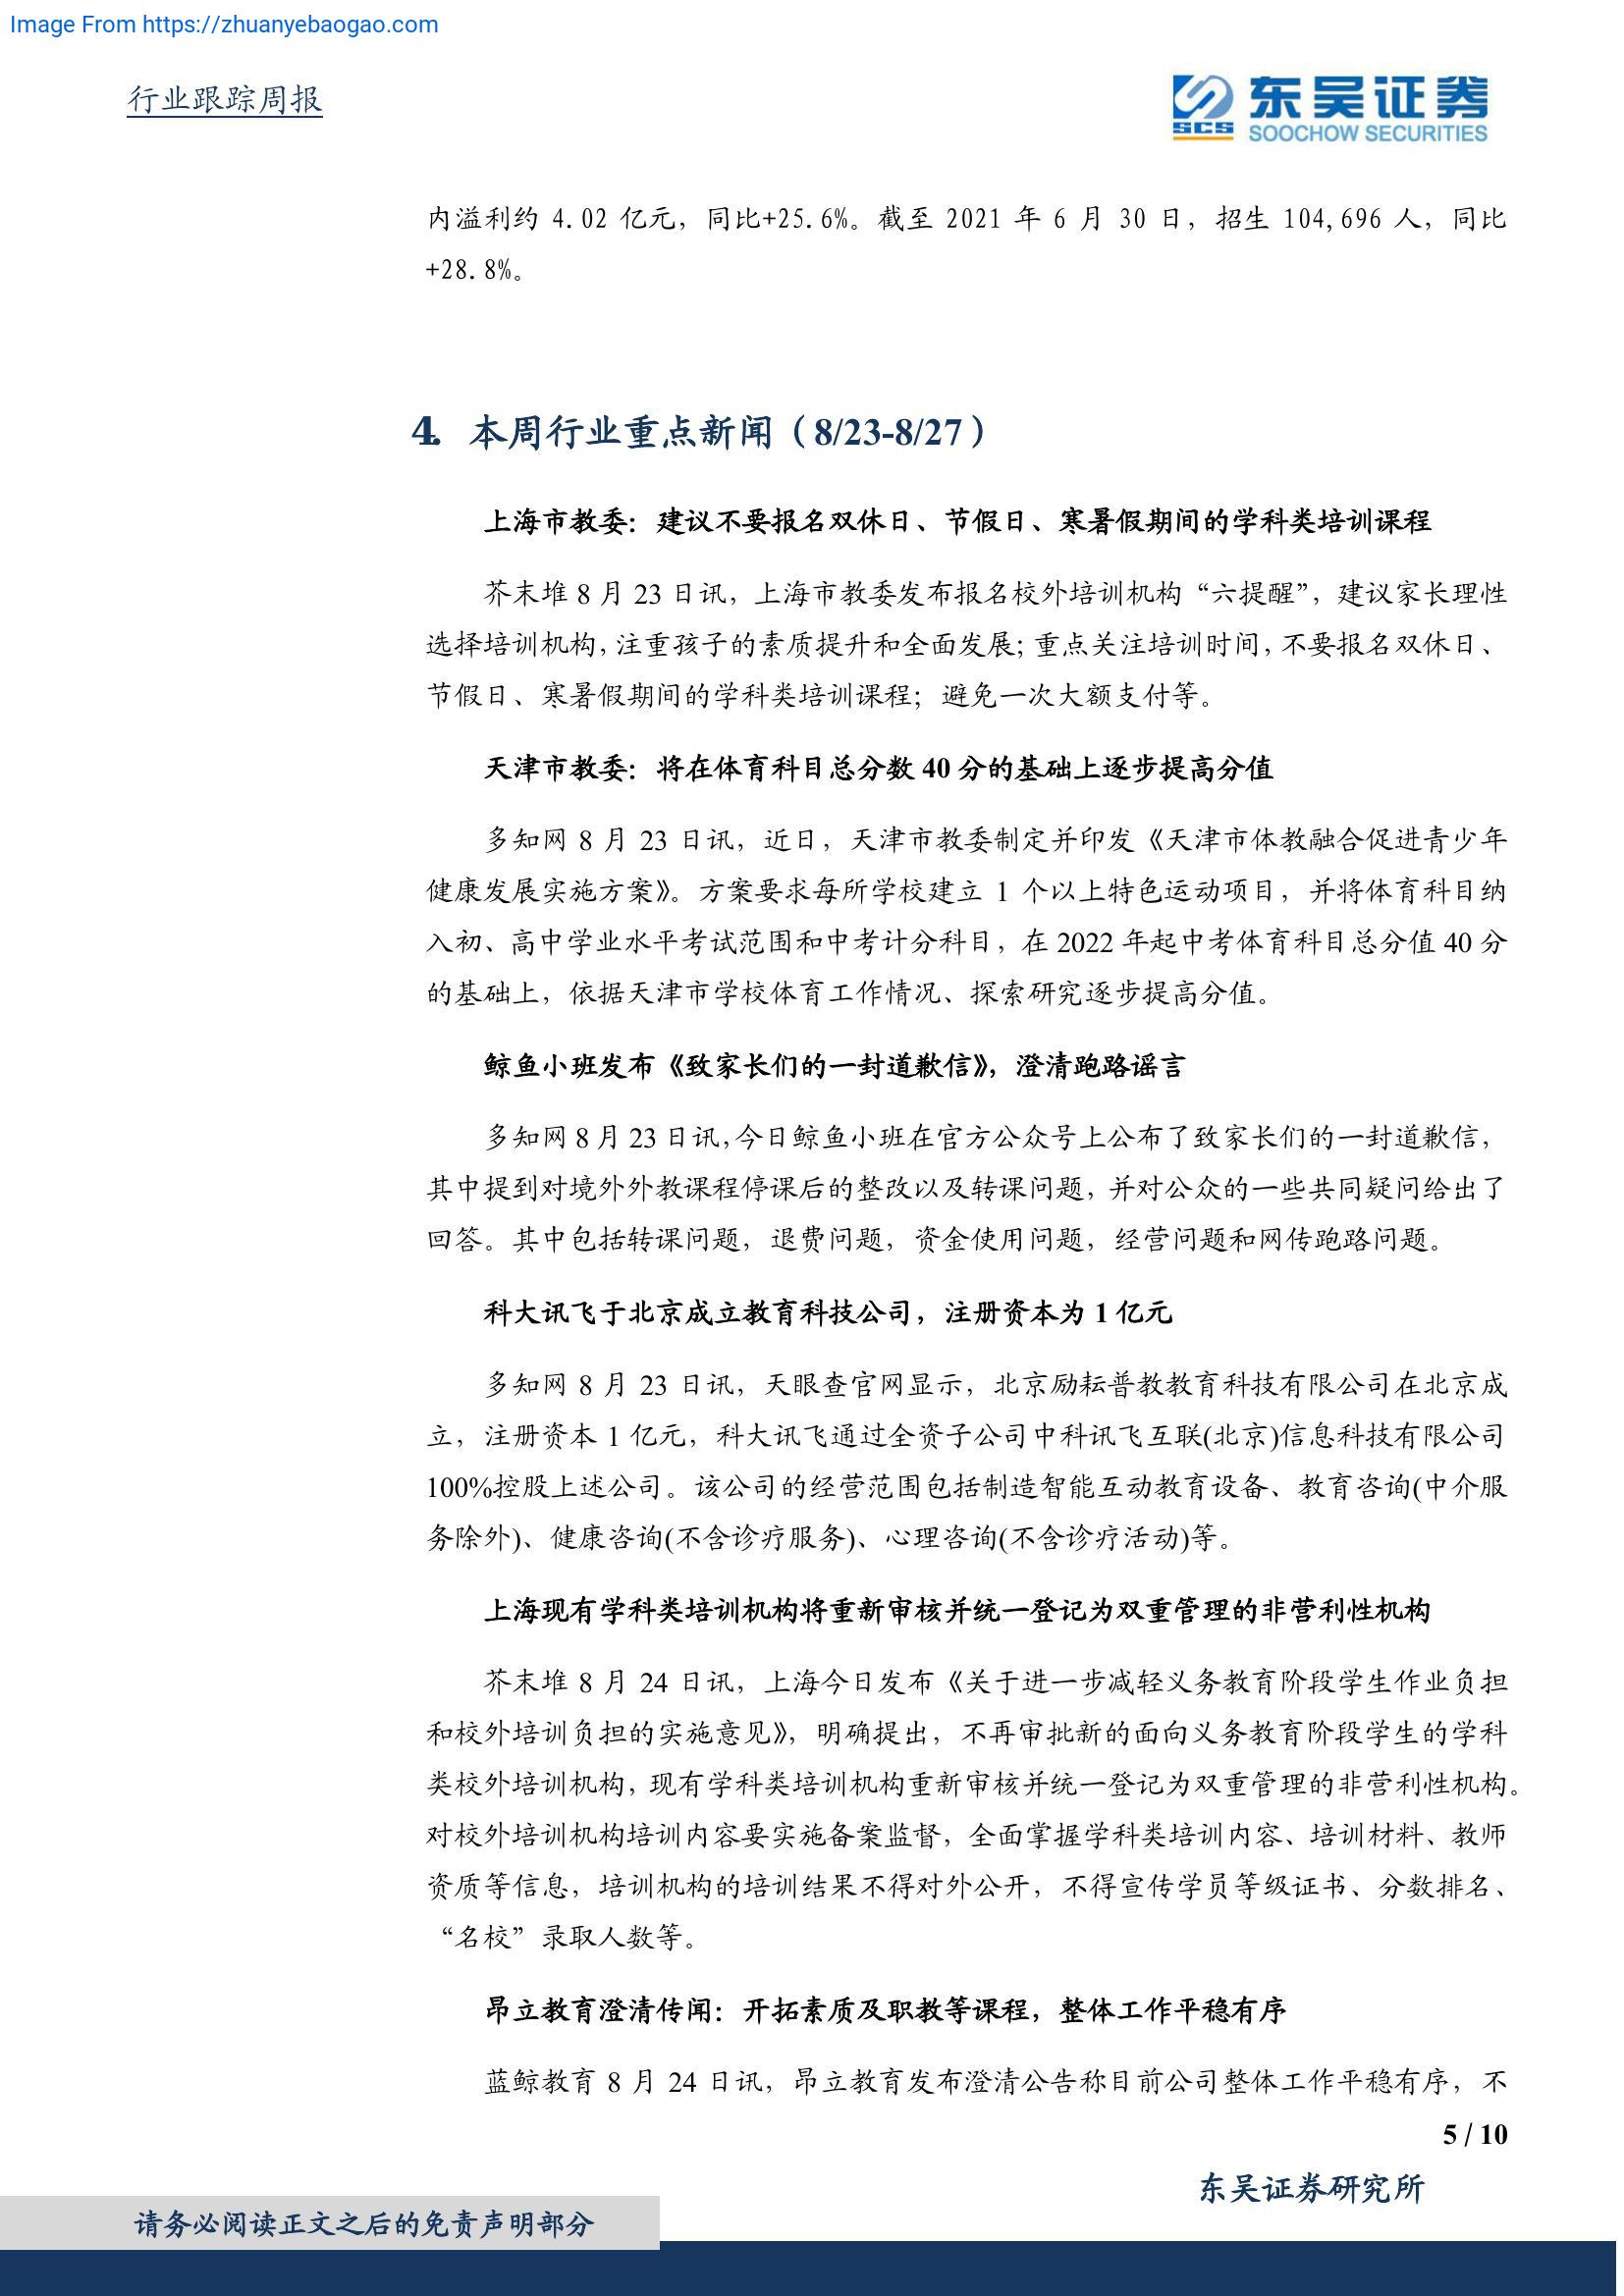 Image From https://zhuanyebaogao.com
行业跟踪周报
东吴证券
SCS
SOOCHOW SECURITIES
内溢利约 4.02 亿元，同比+25.6%。截至 2021 年 6 月 30 日，招生 104,696 人，同比
+28.8%。
4. 本周行业重点新闻（8/23-8/27）
上海市教委：建议不要报名双休日、节假日、寒暑假期间的学科类培训课程
芥末堆 8 月 23 日讯，上海市教委发布报名校外培训机构“六提醒”，建议家长理性
选择培训机构，注重孩子的素质提升和全面发展；重点关注培训时间，不要报名双休日、
节假日、寒暑假期间的学科类培训课程；避免一次大额支付等。
天津市教委：将在体育科目总分数 40 分的基础上逐步提高分值
多知网 8 月 23 日讯，近日，天津市教委制定并印发《天津市体教融合促进青少年
健康发展实施方案》。方案要求每所学校建立 1 个以上特色运动项目，并将体育科目纳
入初、高中学业水平考试范围和中考计分科目，在 2022 年起中考体育科目总分值 40 分
的基础上，依据天津市学校体育工作情况、探索研究逐步提高分值。
鲸鱼小班发布《致家长们的一封道歉信》，澄清跑路谣言
多知网 8 月 23 日讯，今日鲸鱼小班在官方公众号上公布了致家长们的一封道歉信，
其中提到对境外外教课程停课后的整改以及转课问题，并对公众的一些共同疑问给出了
回答。其中包括转课问题，退费问题，资金使用问题，经营问题和网传跑路问题。
科大讯飞于北京成立教育科技公司，注册资本为 1 亿元
多知网 8 月 23 日讯，天眼查官网显示，北京励耘普教教育科技有限公司在北京成
立，注册资本 1 亿元，科大讯飞通过全资子公司中科讯飞互联(北京)信息科技有限公司
100%控股上述公司。该公司的经营范围包括制造智能互动教育设备、教育咨询(中介服
务除外)、健康咨询(不含诊疗服务)、心理咨询(不含诊疗活动)等。
上海现有学科类培训机构将重新审核并统一登记为双重管理的非营利性机构
芥末堆 8 月 24 日讯，上海今日发布《关于进一步减轻义务教育阶段学生作业负担
和校外培训负担的实施意见》，明确提出，不再审批新的面向义务教育阶段学生的学科
类校外培训机构，现有学科类培训机构重新审核并统一登记为双重管理的非营利性机构。
对校外培训机构培训内容要实施备案监督，全面掌握学科类培训内容、培训材料、教师
资质等信息，培训机构的培训结果不得对外公开，不得宣传学员等级证书、分数排名、
“名校”录取人数等。
昂立教育澄清传闻：开拓素质及职教等课程，整体工作平稳有序
蓝鲸教育 8 月 24 日讯，昂立教育发布澄清公告称目前公司整体工作平稳有序，不
5 / 10
东吴证券研究所
请务必阅读正文之后的免责声明部分